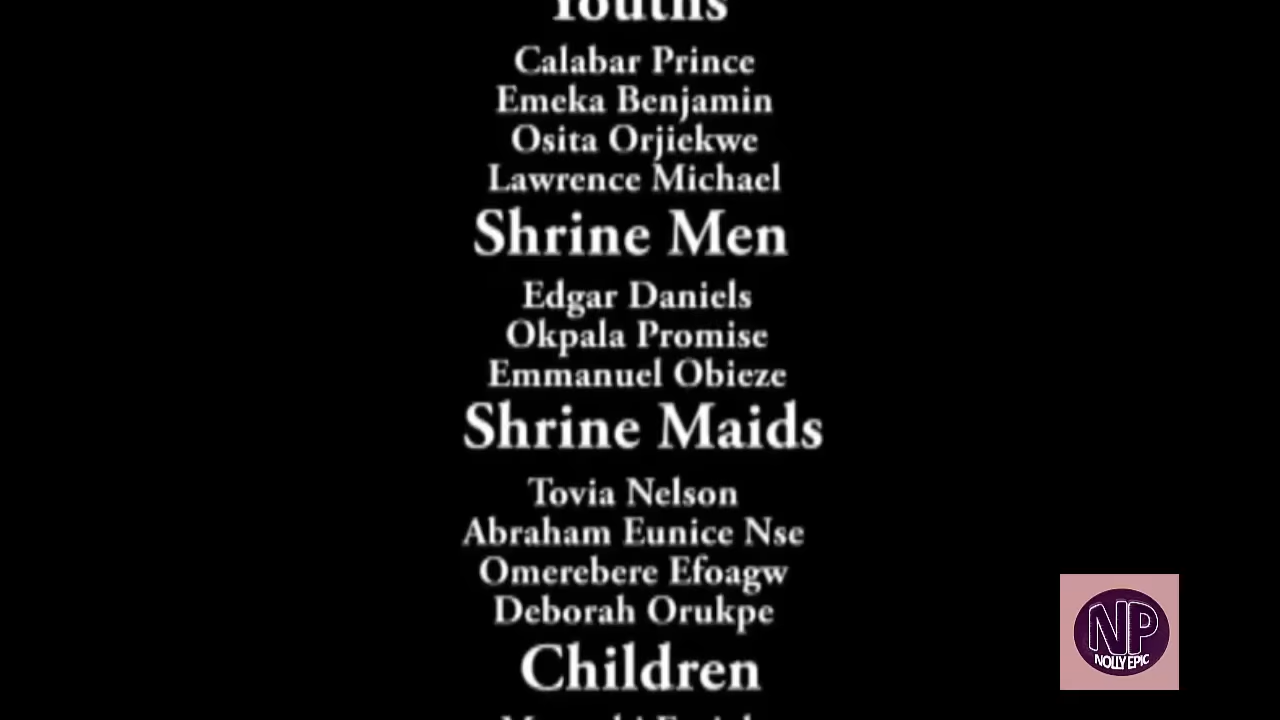 Youths
Calabar Prince
Emeka Benjamin
Osita Orjiekwe
Lawrence Michael
Shrine Men
Edgar Daniels
Okpala Promise
Emmanuel Obieze
Shrine Maids
Tovia Nelson
Abraham Eunice Nse
Omerebere Efoagw
Deborah Orukpe
Children
NP
NOLLY EPIC